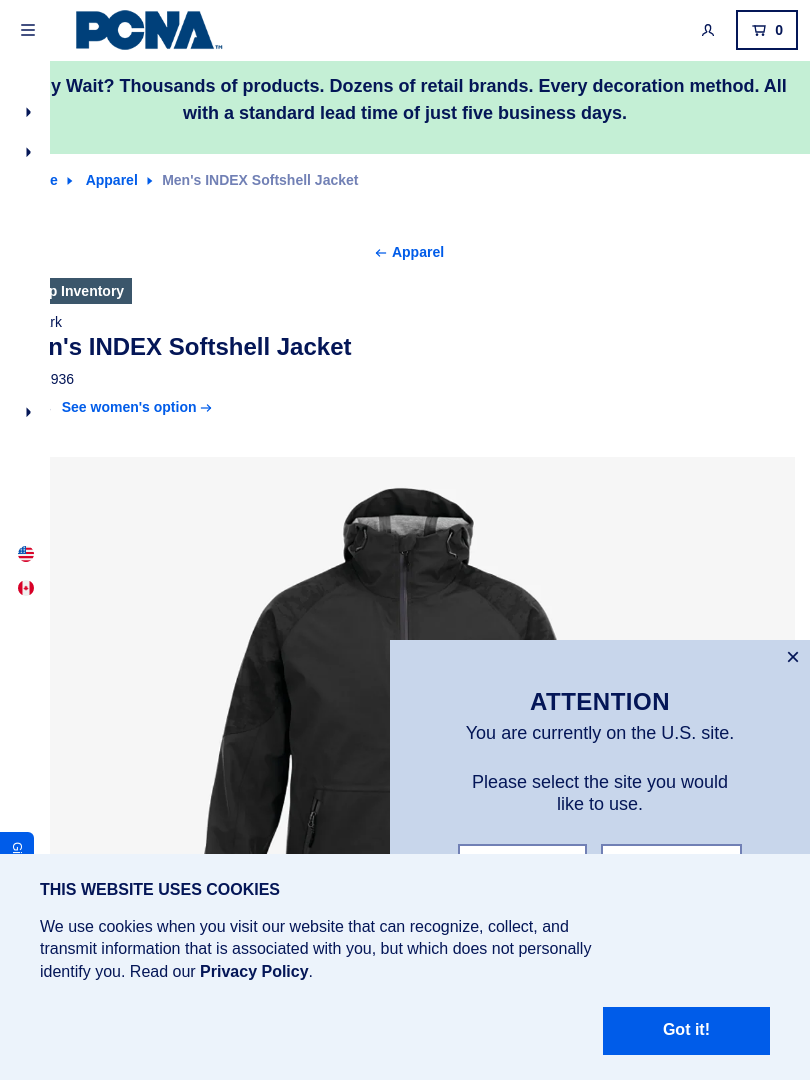 PCNA™
0
y Wait? Thousands of products. Dozens of retail brands. Every decoration method. All
with a standard lead time of just five business days.
e Apparel Men's INDEX Softshell Jacket
Apparel
p Inventory
rk
n's INDEX Softshell Jacket
936
See women's option
ATTENTION
You are currently on the U.S. site.
Please select the site you would
like to use.
Gi
THIS WEBSITE USES COOKIES
We use cookies when you visit our website that can recognize, collect, and
transmit information that is associated with you, but which does not personally
identify you. Read our Privacy Policy.
Got it!